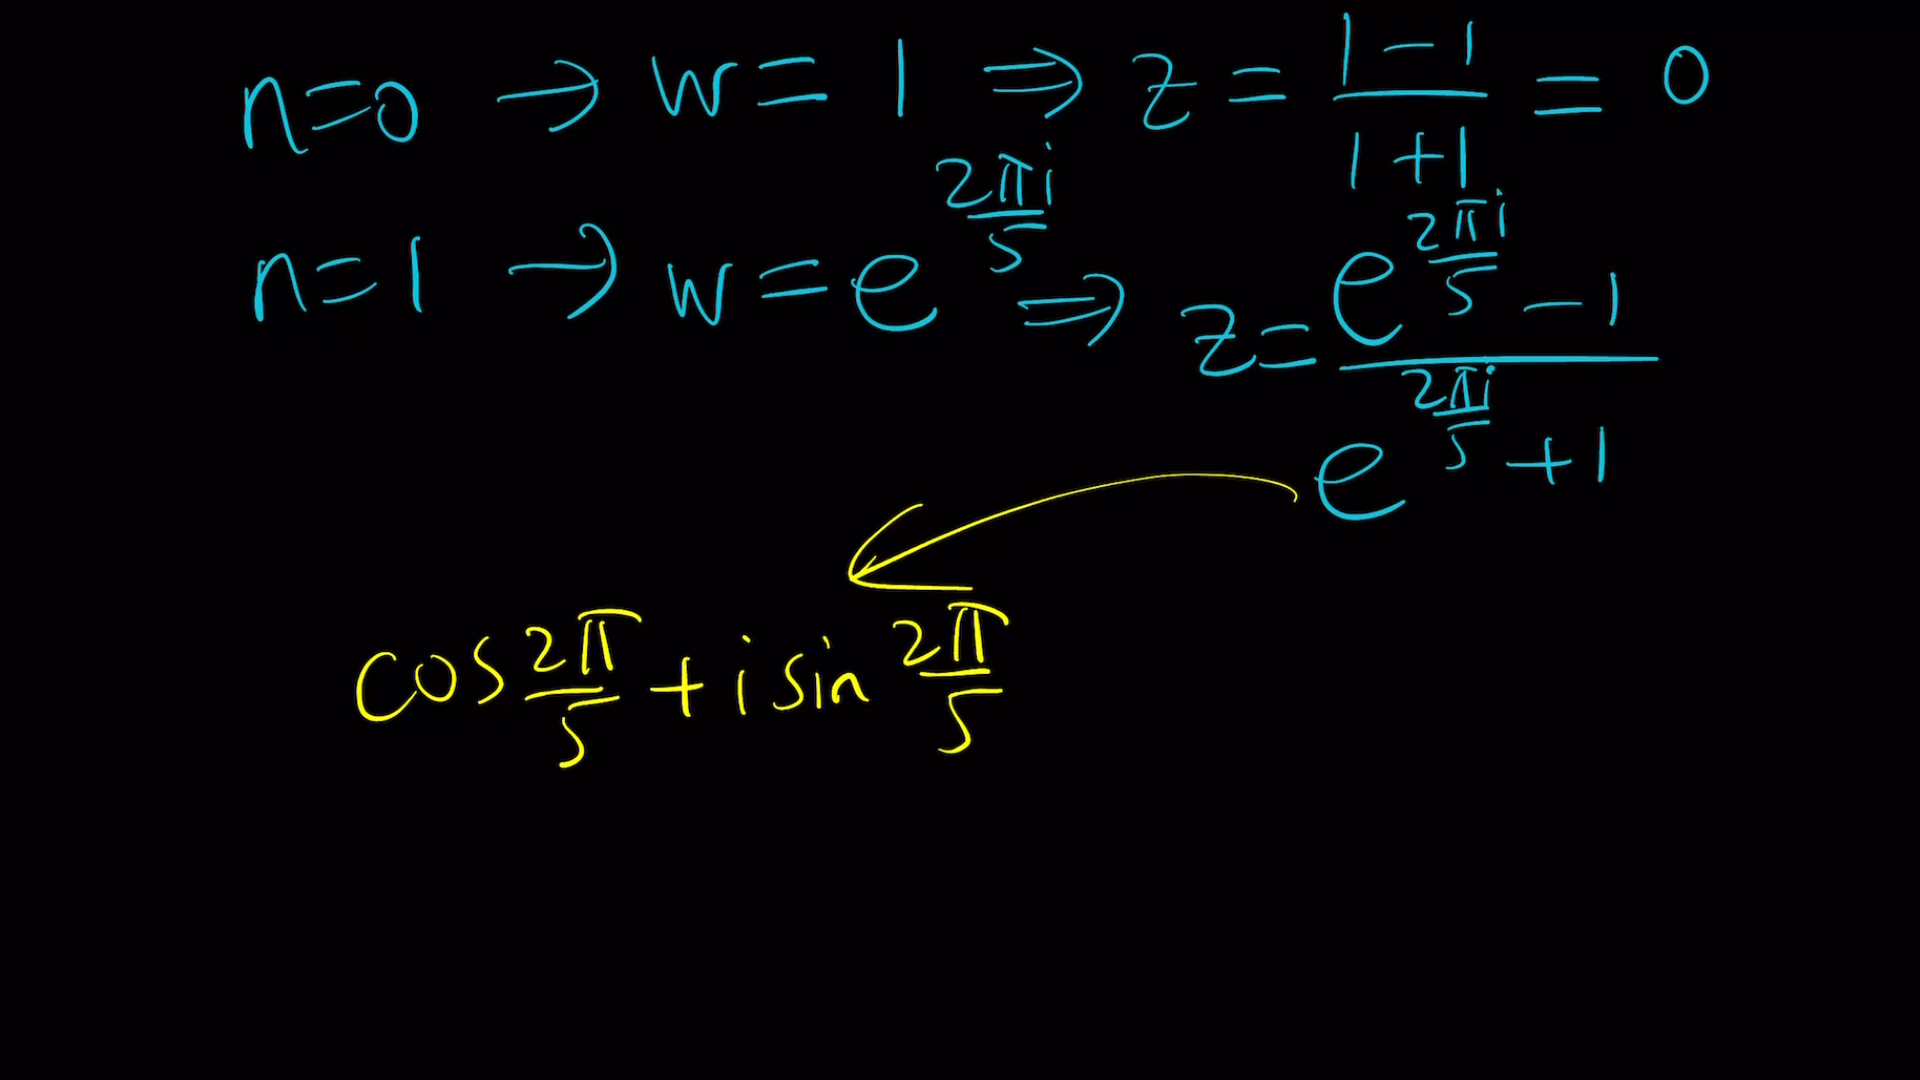 n=0 → w = 1 ⇒ z = (1-1)/(1+1) = 0
n=1 → w = e^(2πi/5) ⇒ z = (e^(2πi/5) - 1)/(e^(2πi/5) + 1)
cos 2π/5 + i sin 2π/5